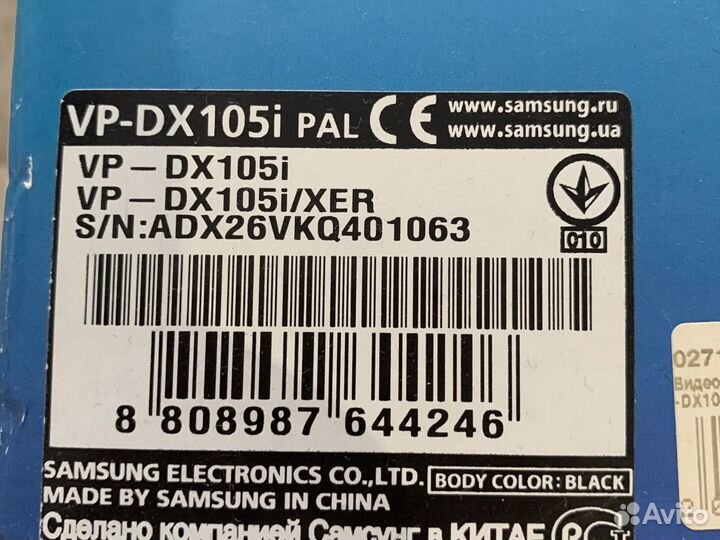 VP-DX105i PAL CE www.samsung.ru
www.samsung.ua
VP – DX105i
VP – DX105i/XER
S/N:ADX26VKQ401063
010
8 808987 644246
SAMSUNG ELECTRONICS CO.,LTD. BODY COLOR: BLACK
MADE BY SAMSUNG IN CHINA
Сделано компанией Самсунг в КИТАЕ
0271
Видео
-DX10
Avito